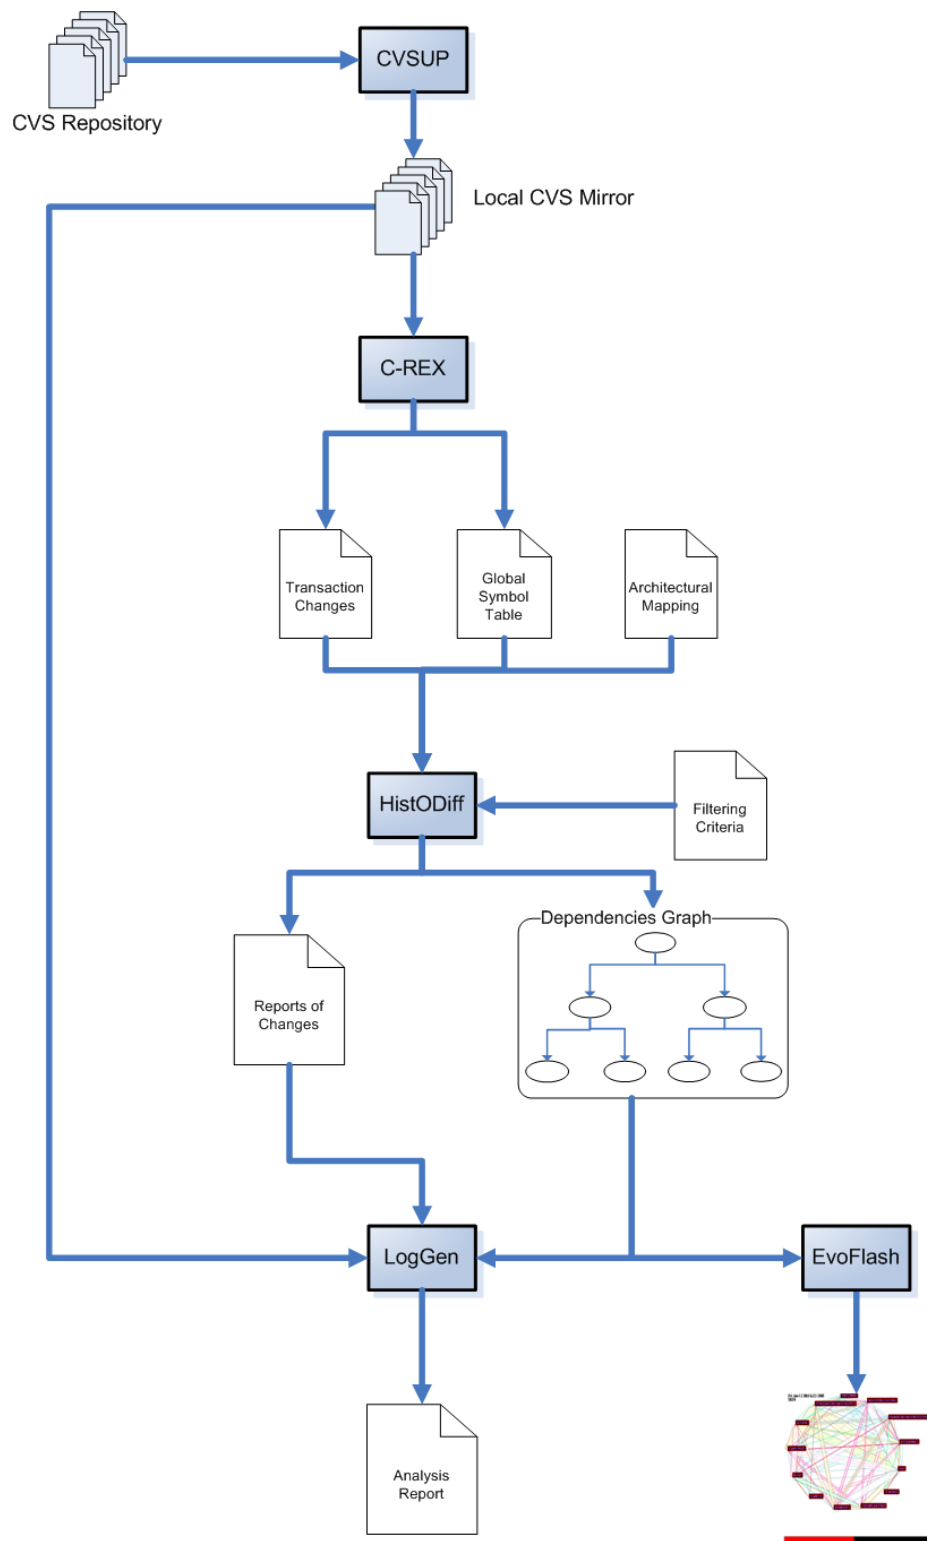 CVSUP
CVS Repository
Local CVS Mirror
C-REX
Transaction
Changes
Global
Symbol
Table
Architectural
Mapping
HistODiff
Filtering
Criteria
Dependencies Graph
Reports of
Changes
LogGen
EvoFlash
Analysis
Report